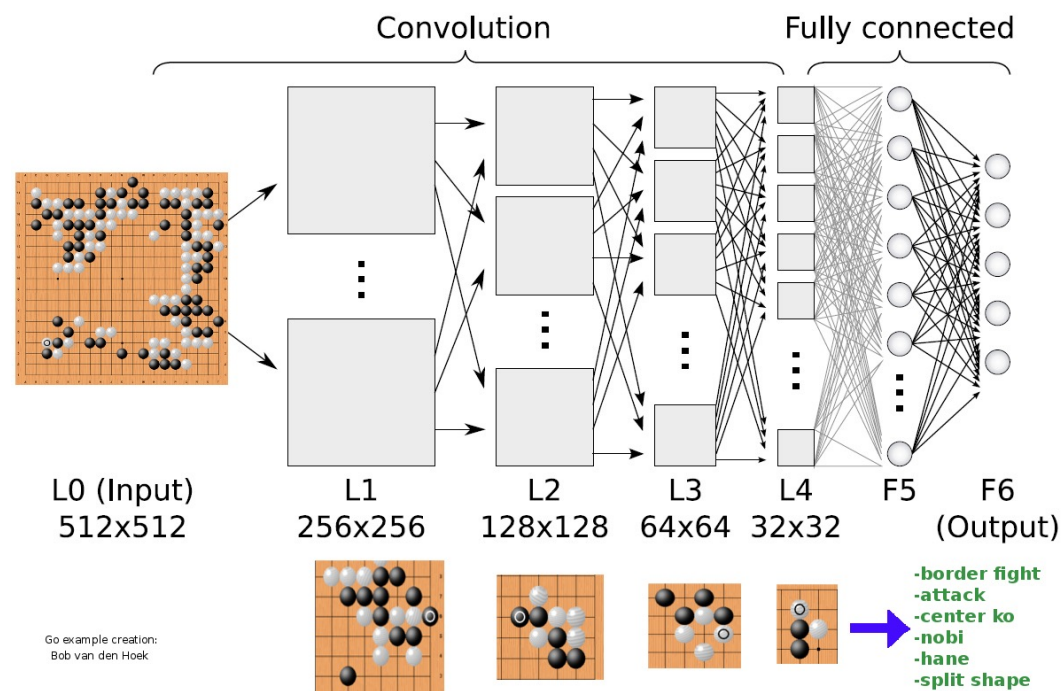 Convolution
Fully connected
L0 (Input)
512x512
L1
256x256
L2
128x128
L3
64x64
L4
32x32
F5
F6
(Output)
Go example creation:
Bob van den Hoek
-border fight
-attack
-center ko
-nobi
-hane
-split shape